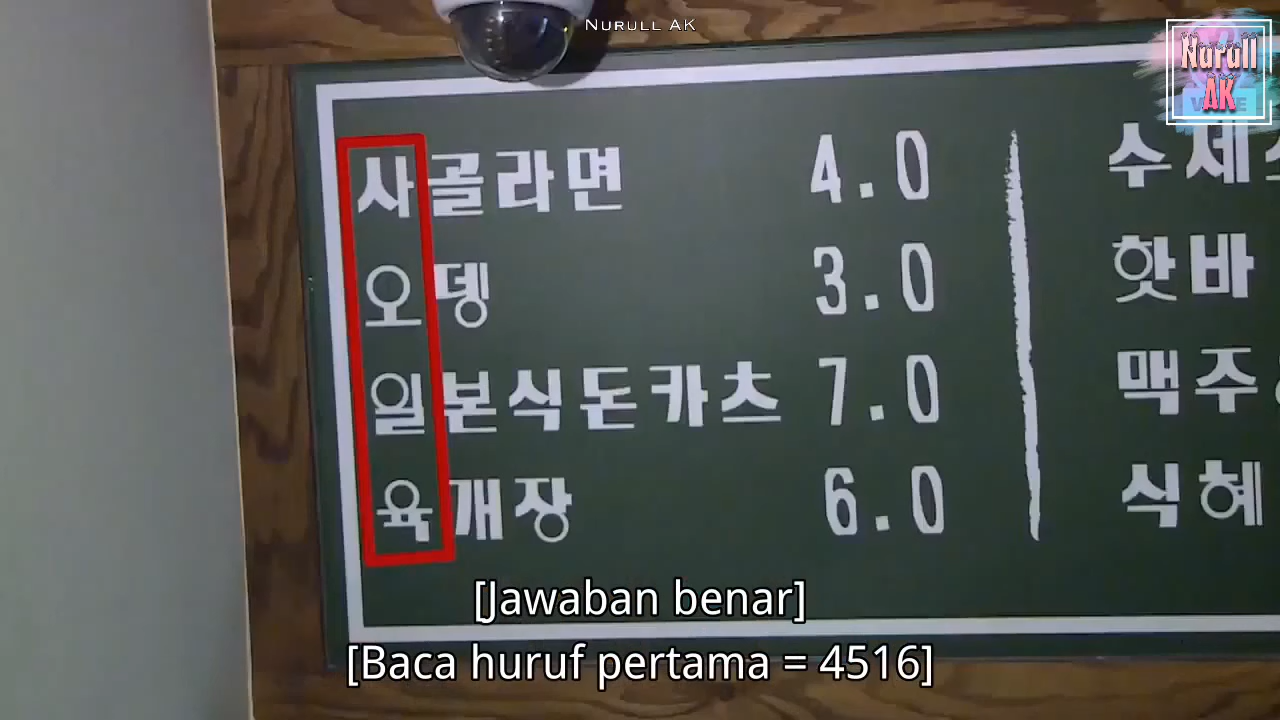 NURULL AK
Nurull
AK
사골라면 4.0
오뎅 3.0
일본식돈카츠 7.0
육개장 6.0
수세
핫바
맥주
식혜
[Jawaban benar]
[Baca huruf pertama = 4516]